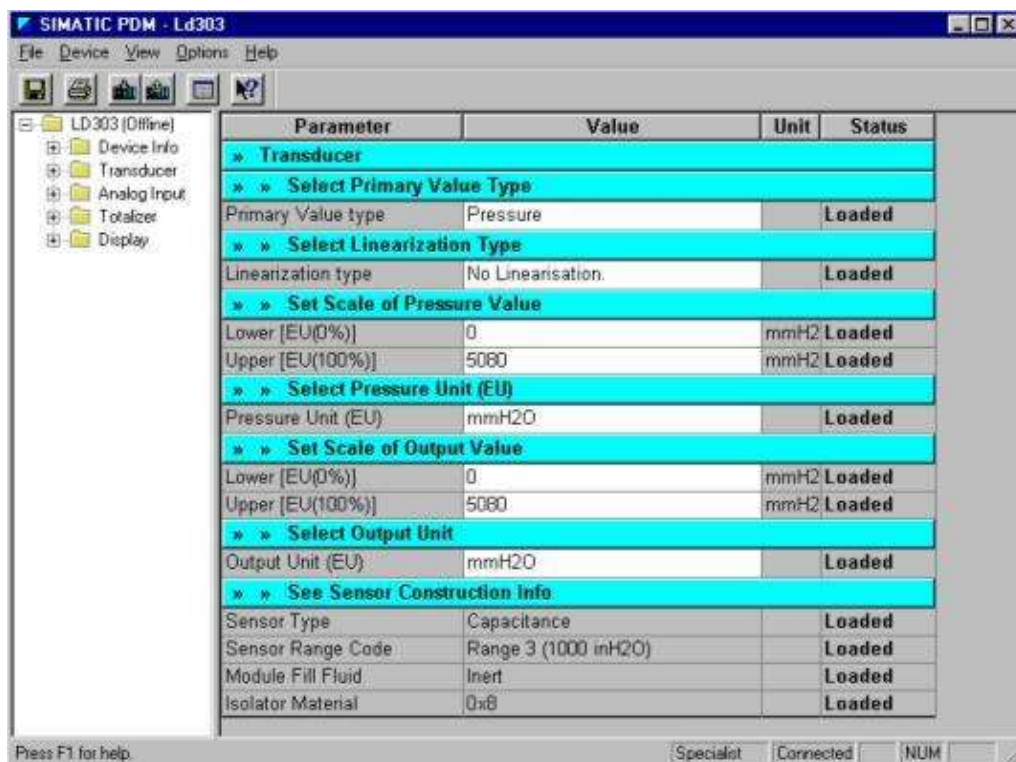 SIMATIC PDM - Ld303
File Device View Options Help
LD303 (Offline)
Device Info
Transducer
Analog Input
Totalizer
Display
Parameter Value Unit Status
» Transducer
» » Select Primary Value Type
Primary Value type Pressure Loaded
» » Select Linearization Type
Linearization type No Linearisation. Loaded
» » Set Scale of Pressure Value
Lower [EU(0%)] 0 mmH2 Loaded
Upper [EU(100%)] 5080 mmH2 Loaded
» » Select Pressure Unit (EU)
Pressure Unit (EU) mmH2O Loaded
» » Set Scale of Output Value
Lower [EU(0%)] 0 mmH2 Loaded
Upper [EU(100%)] 5080 mmH2 Loaded
» » Select Output Unit
Output Unit (EU) mmH2O Loaded
» » See Sensor Construction Info
Sensor Type Capacitance Loaded
Sensor Range Code Range 3 (1000 inH2O) Loaded
Module Fill Fluid Inert Loaded
Isolator Material 0x8 Loaded
Press F1 for help. Specialist Connected NUM